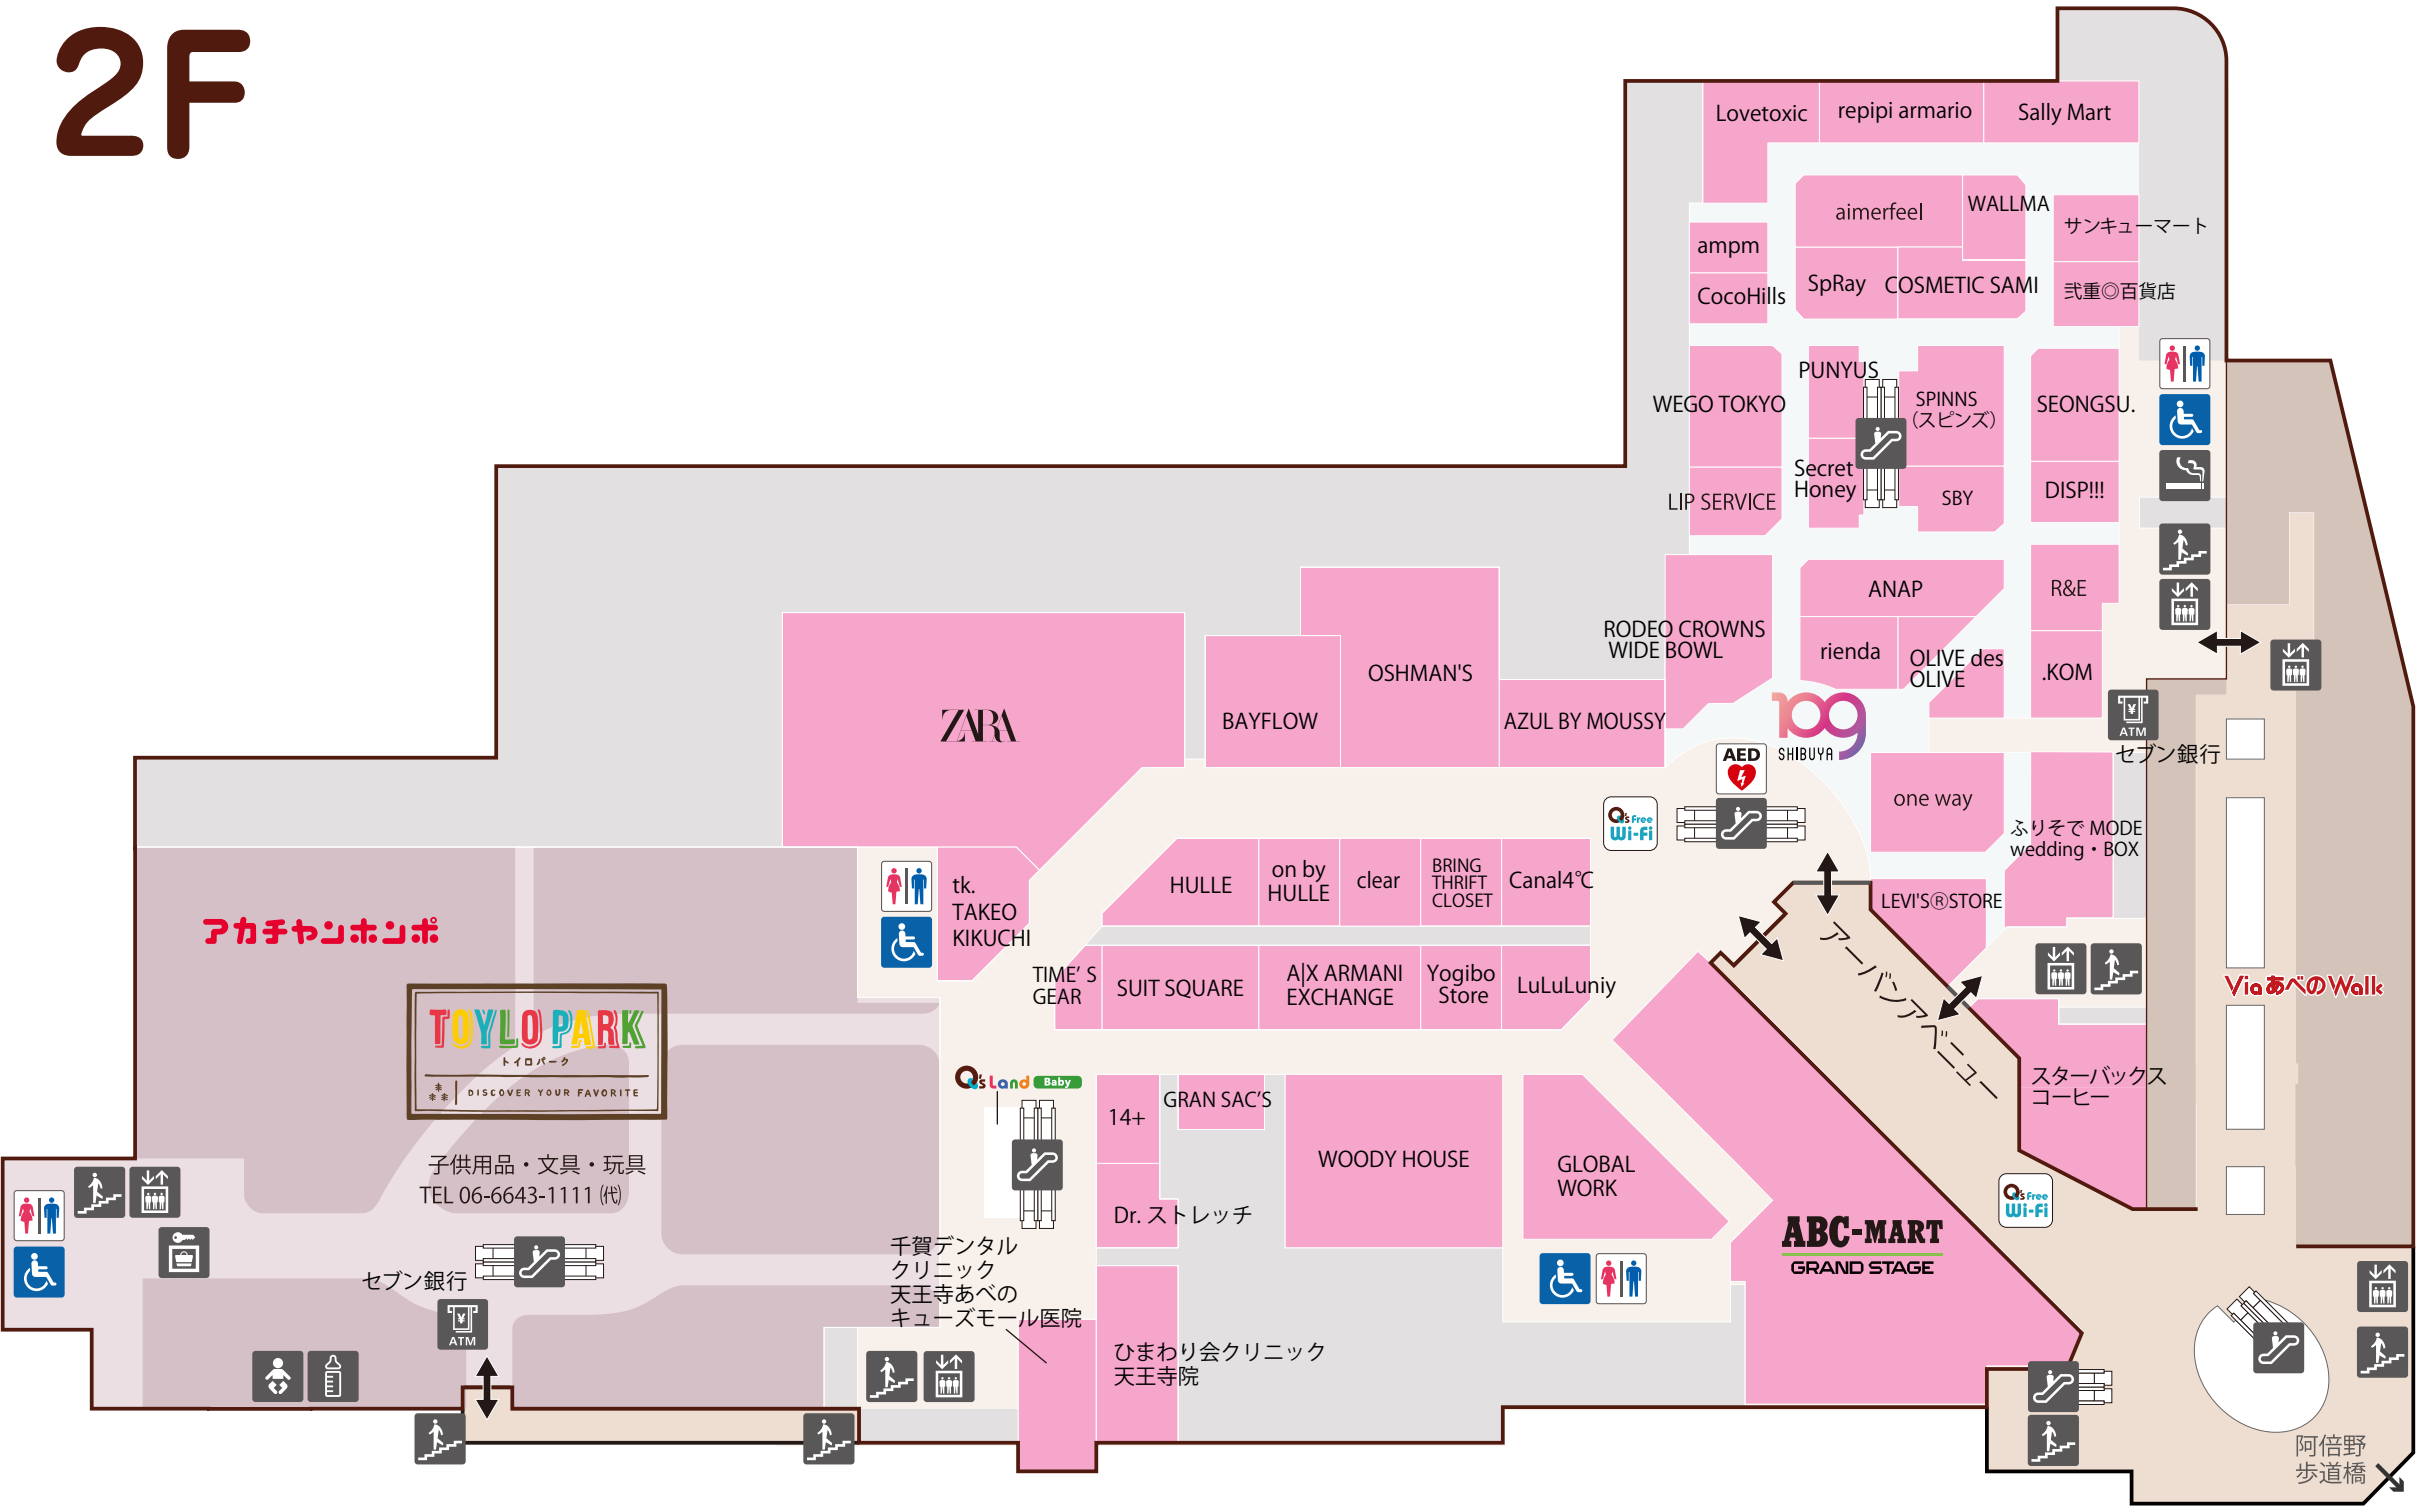 2F
Lovetoxic
repipi armario
Sally Mart
aimerfeel
WALLMA
サンキューマート
ampm
CocoHills
SpRay
COSMETIC SAMI
弐重◎百貨店
PUNYUS
WEGO TOKYO
SPINNS
（スピンズ）
SEONGSU.
Secret
Honey
LIP SERVICE
SBY
DISP!!!
ANAP
R&E
RODEO CROWNS
WIDE BOWL
rienda
OLIVE des
OLIVE
.KOM
OSHMAN'S
BAYFLOW
AZUL BY MOUSSY
ZARA
109
SHIBUYA
AED
ATM
セブン銀行
one way
Q's Free
Wi-Fi
ふりそで MODE
wedding・BOX
HULLE
on by
HULLE
clear
BRING
THRIFT
CLOSET
Canal4℃
tk.
TAKEO
KIKUCHI
LEVI'S®STORE
アカチャンホンポ
アーバンアベニュー
TIME’S
GEAR
SUIT SQUARE
A|X ARMANI
EXCHANGE
Yogibo
Store
LuLuLuniy
Viaあべの Walk
TOYLO PARK
トイロパーク
DISCOVER YOUR FAVORITE
Q's Land Baby
スターバックス
コーヒー
14+
GRAN SAC’S
WOODY HOUSE
GLOBAL
WORK
子供用品・文具・玩具
TEL 06-6643-1111 ㈹
Dr. ストレッチ
Q's Free
Wi-Fi
ABC-MART
GRAND STAGE
千賀デンタル
クリニック
天王寺あべの
キューズモール医院
セブン銀行
ATM
ひまわり会クリニック
天王寺院
阿倍野
歩道橋